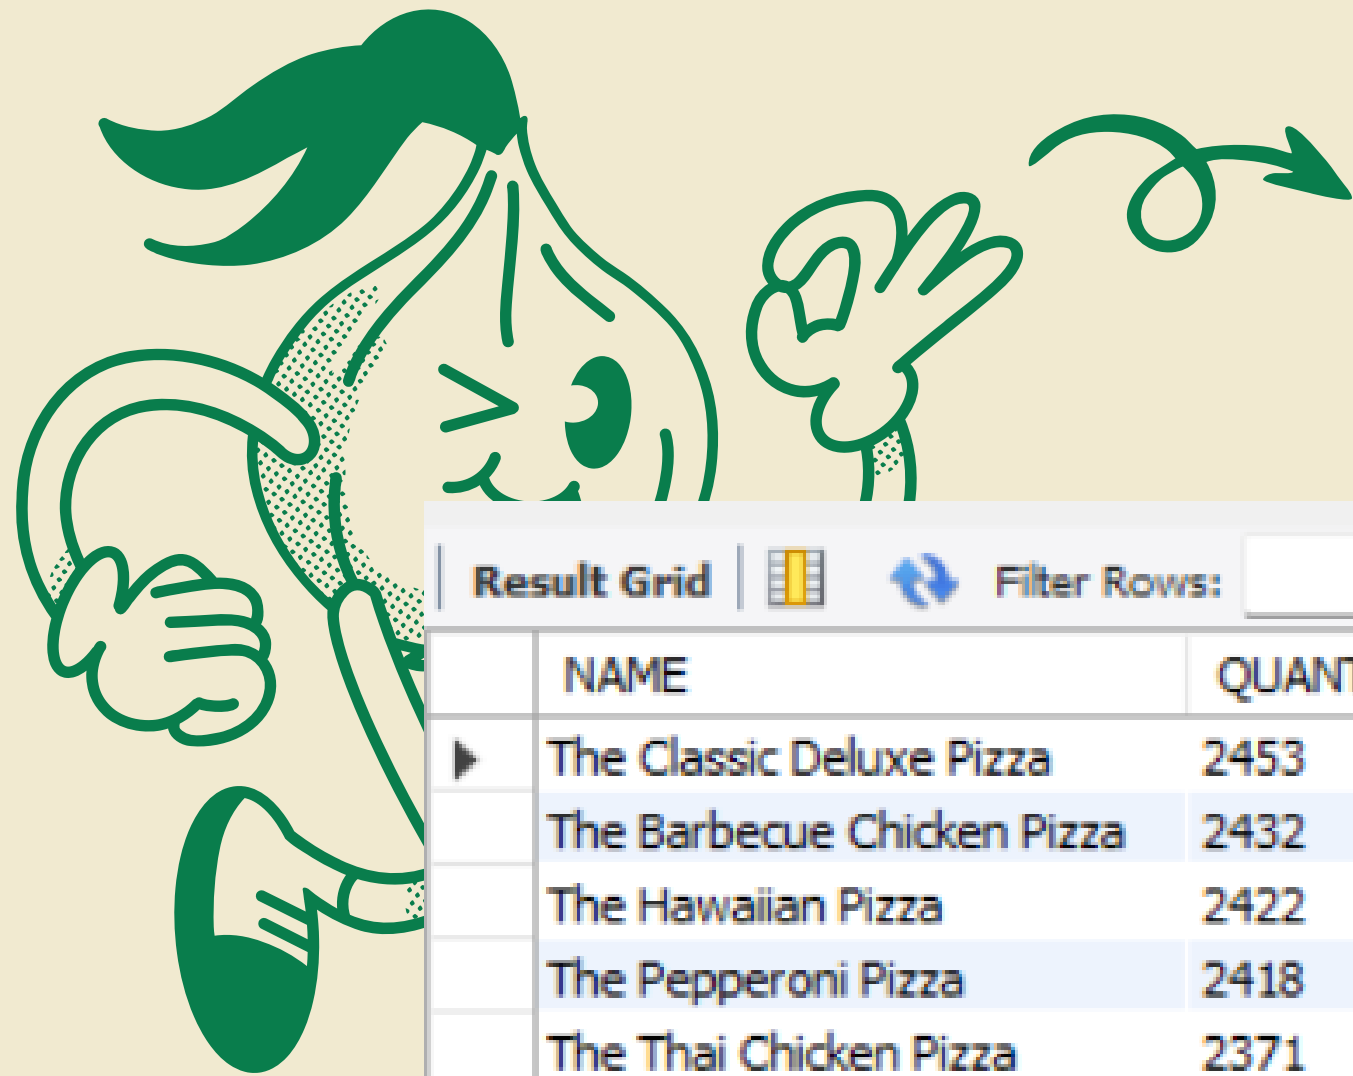 Result Grid Filter Rows:
NAME QUANT
The Classic Deluxe Pizza 2453
The Barbecue Chicken Pizza 2432
The Hawaiian Pizza 2422
The Pepperoni Pizza 2418
The Thai Chicken Pizza 2371